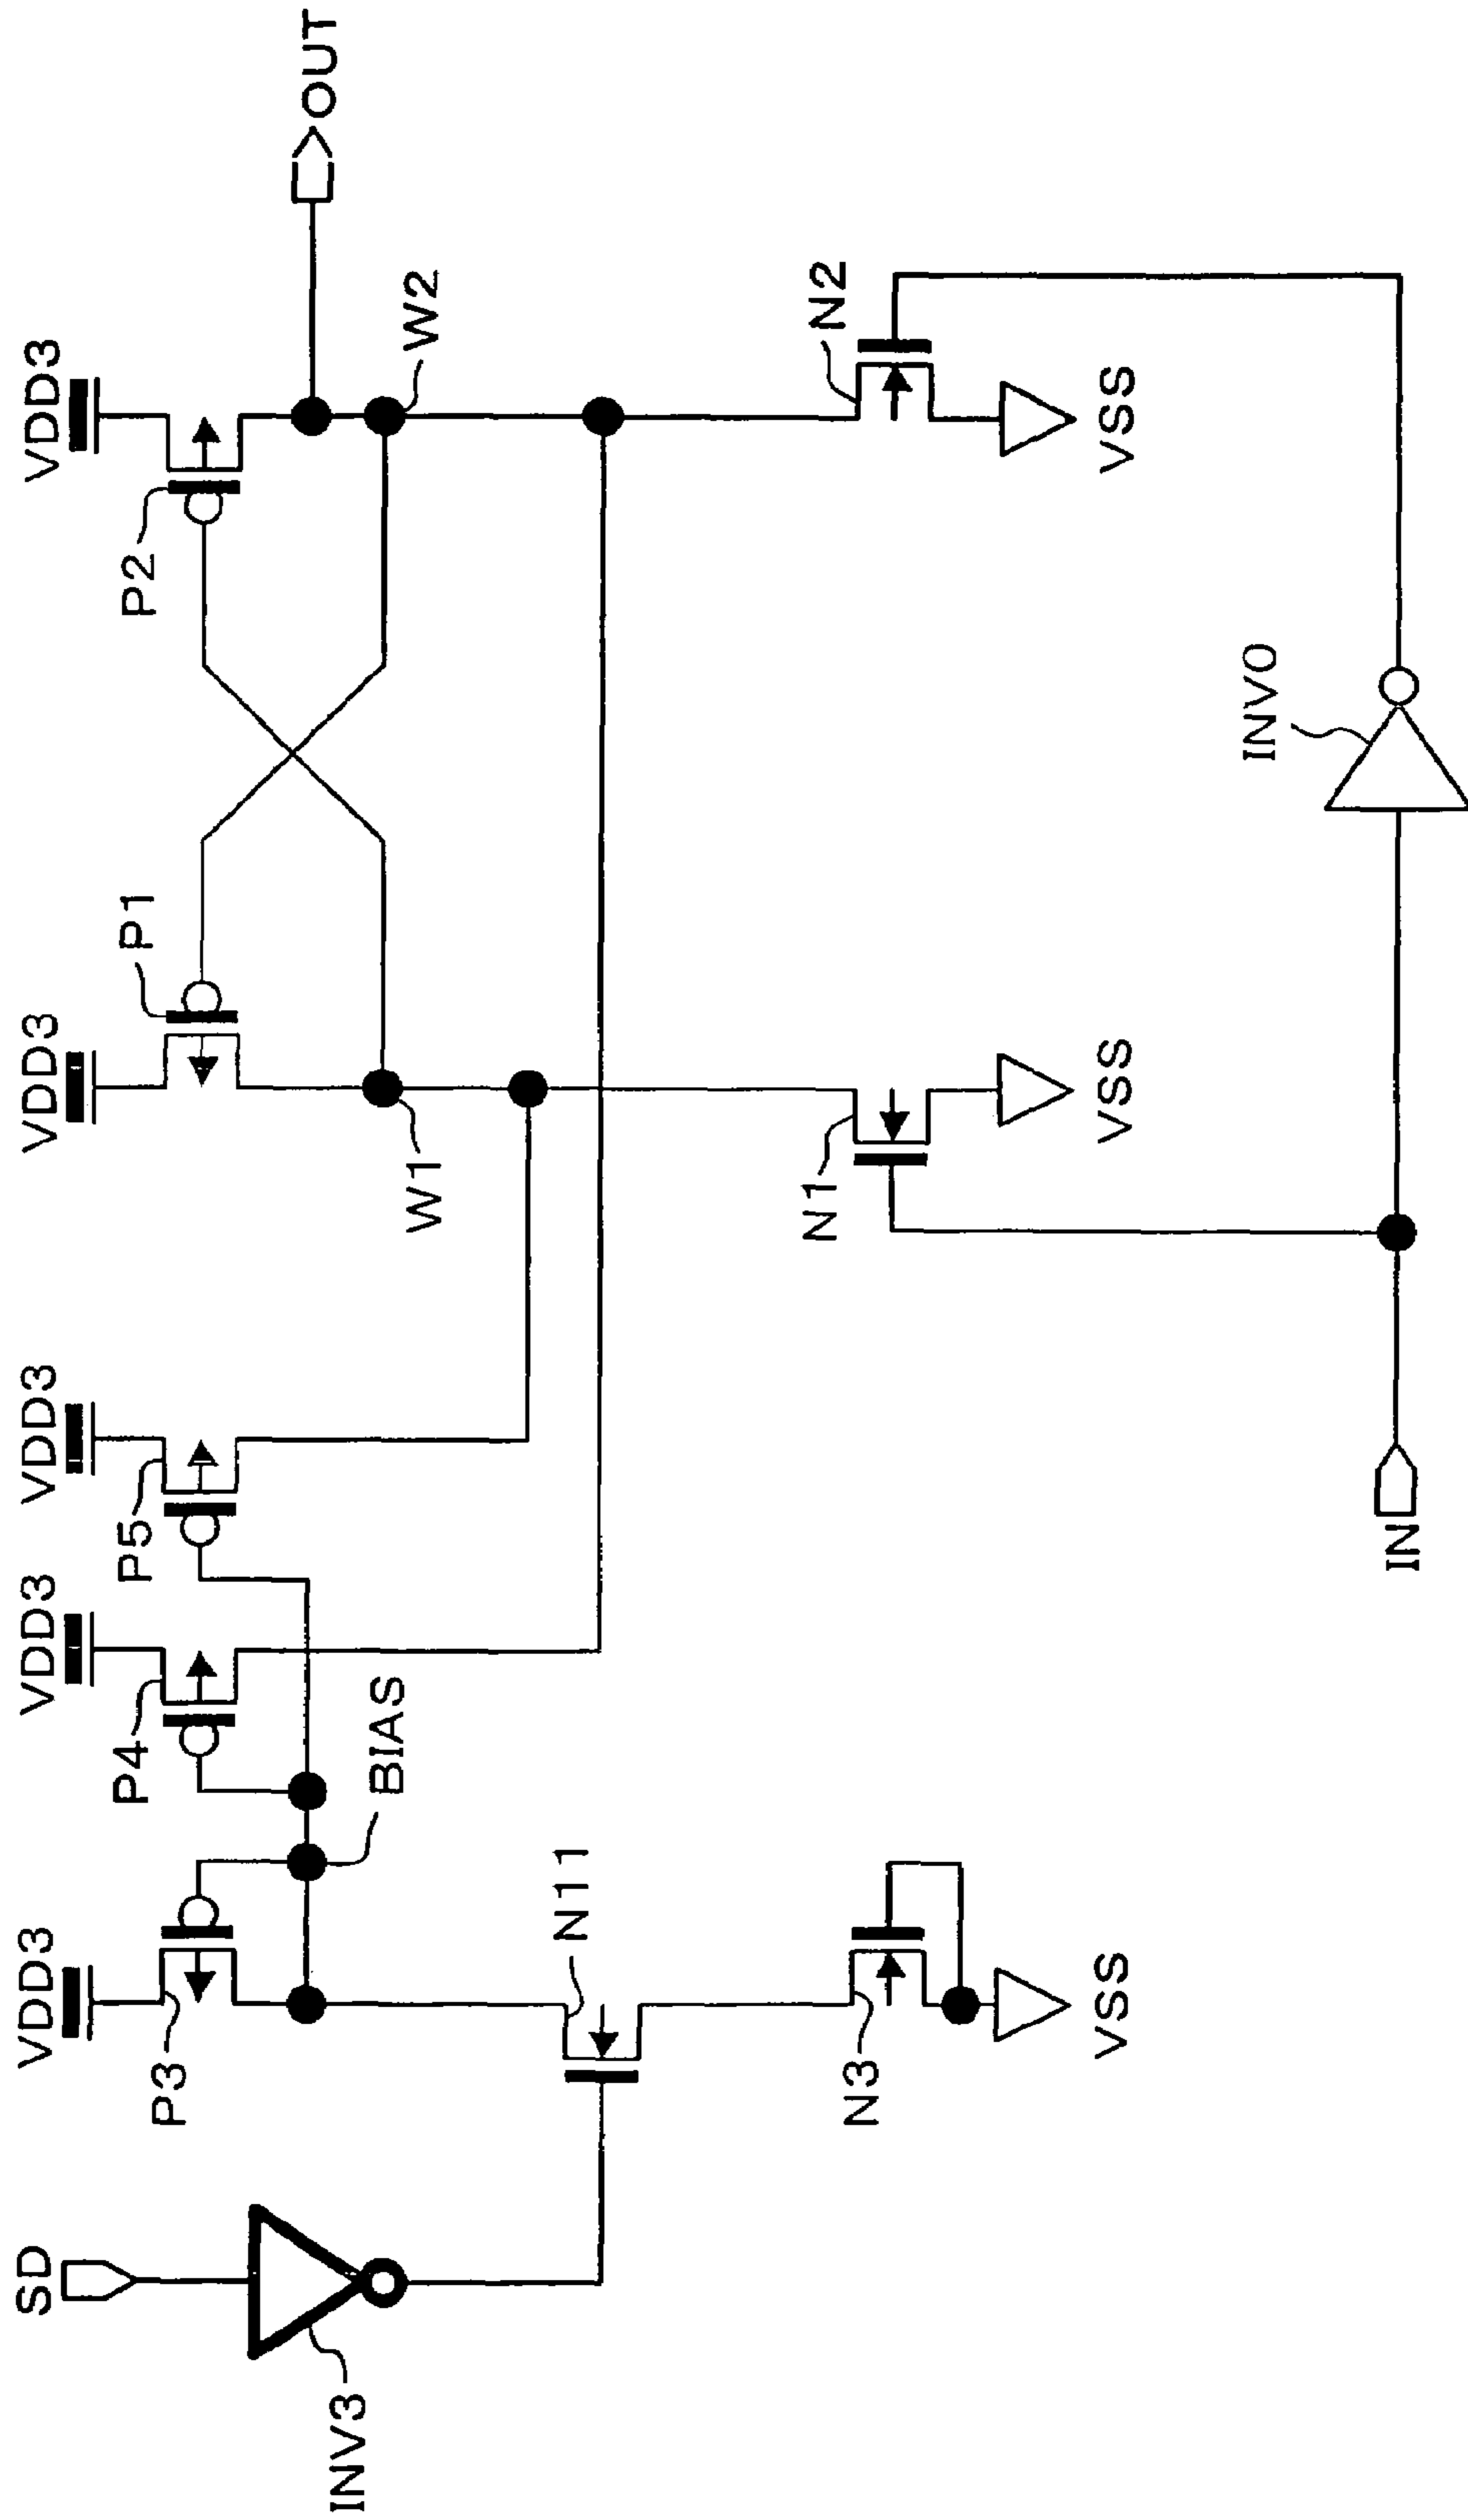 SD
INV3
VDD3
P3
N11
N3
VSS
BIAS
VDD3
P4
VDD3
P5
VDD3
P1
W1
N1
VSS
IN
INV0
VDD3
P2
W2
N2
VSS
OUT